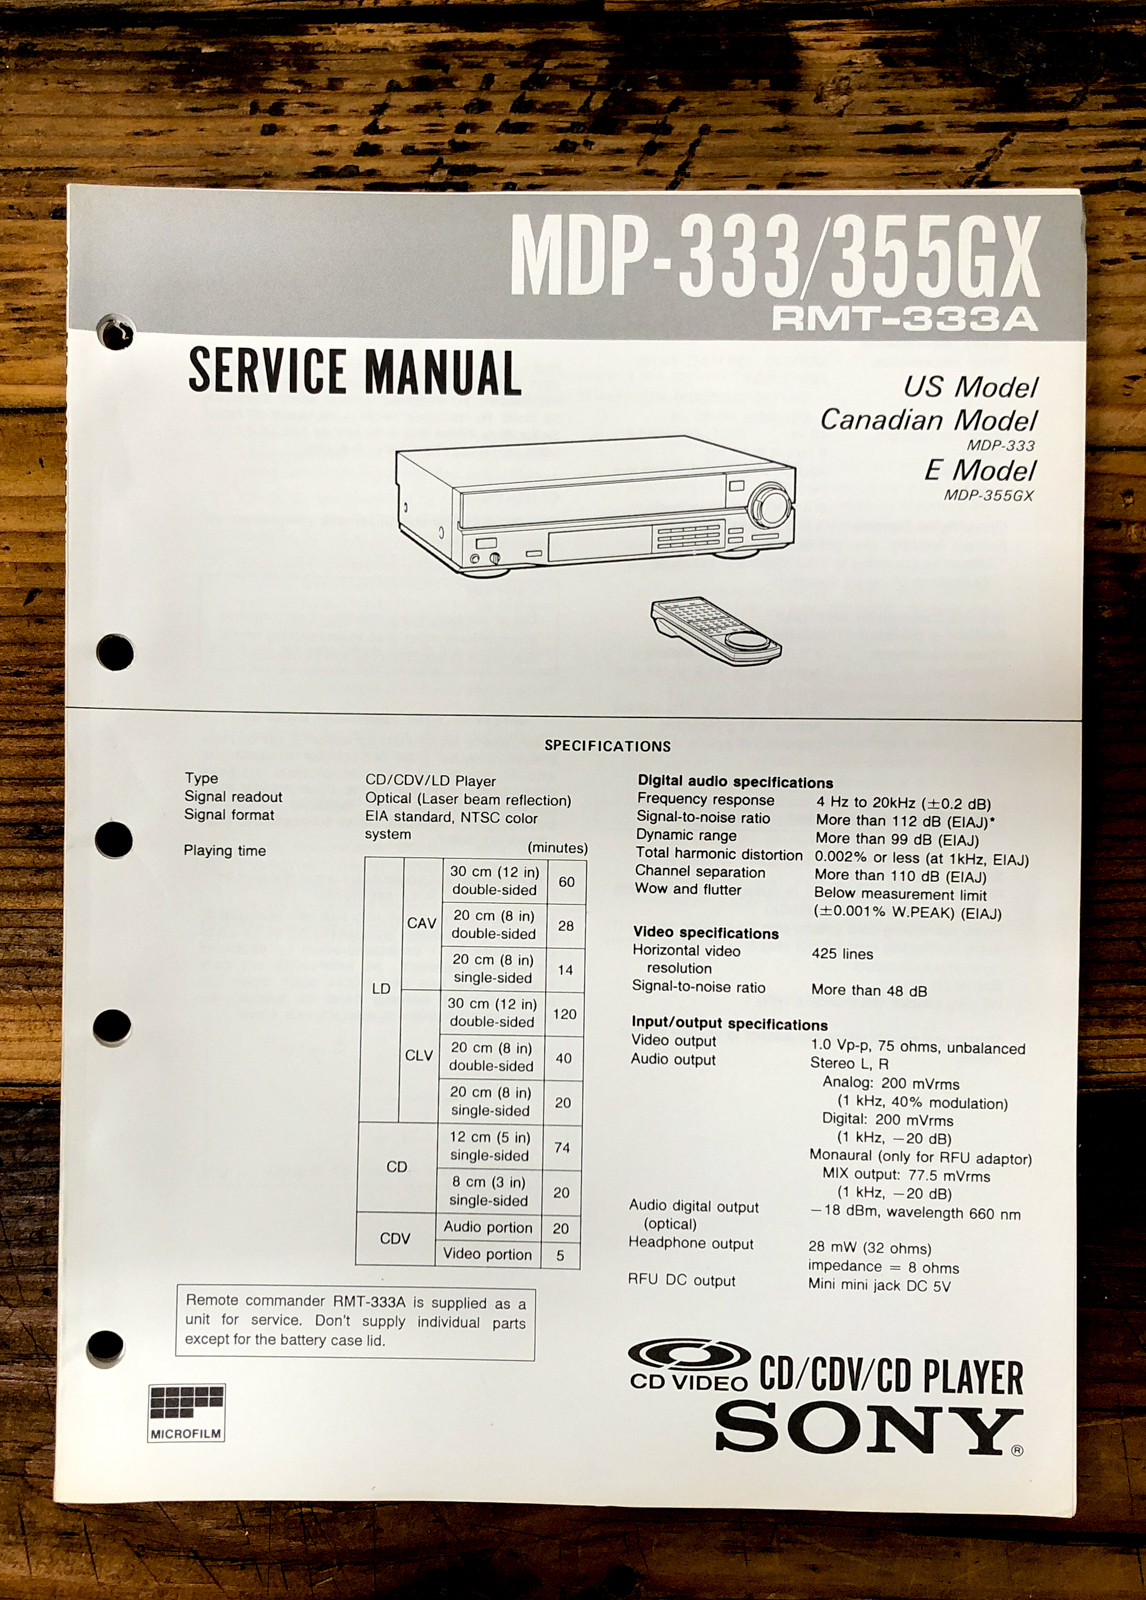 MDP-333/355GX
RMT-333A
SERVICE MANUAL
US Model
Canadian Model
MDP-333
E Model
MDP-355GX
SPECIFICATIONS
Type CD/CDV/LD Player
Signal readout Optical (Laser beam reflection)
Signal format EIA standard, NTSC color
system
Playing time (minutes)
LD
CAV
30 cm (12 in)
double-sided 60
20 cm (8 in)
double-sided 28
20 cm (8 in)
single-sided 14
CLV
30 cm (12 in)
double-sided 120
20 cm (8 in)
double-sided 40
20 cm (8 in)
single-sided 20
CD
12 cm (5 in)
single-sided 74
8 cm (3 in)
single-sided 20
CDV
Audio portion 20
Video portion 5
Remote commander RMT-333A is supplied as a
unit for service. Don't supply individual parts
except for the battery case lid.
MICROFILM
Digital audio specifications
Frequency response 4 Hz to 20kHz (±0.2 dB)
Signal-to-noise ratio More than 112 dB (EIAJ)*
Dynamic range More than 99 dB (EIAJ)
Total harmonic distortion 0.002% or less (at 1kHz, EIAJ)
Channel separation More than 110 dB (EIAJ)
Wow and flutter Below measurement limit
(±0.001% W.PEAK) (EIAJ)
Video specifications
Horizontal video 425 lines
resolution
Signal-to-noise ratio More than 48 dB
Input/output specifications
Video output 1.0 Vp-p, 75 ohms, unbalanced
Audio output Stereo L, R
Analog: 200 mVrms
(1 kHz, 40% modulation)
Digital: 200 mVrms
(1 kHz, −20 dB)
Monaural (only for RFU adaptor)
MIX output: 77.5 mVrms
(1 kHz, −20 dB)
Audio digital output −18 dBm, wavelength 660 nm
(optical)
Headphone output 28 mW (32 ohms)
impedance = 8 ohms
RFU DC output Mini mini jack DC 5V
CD VIDEO CD/CDV/CD PLAYER
SONY®